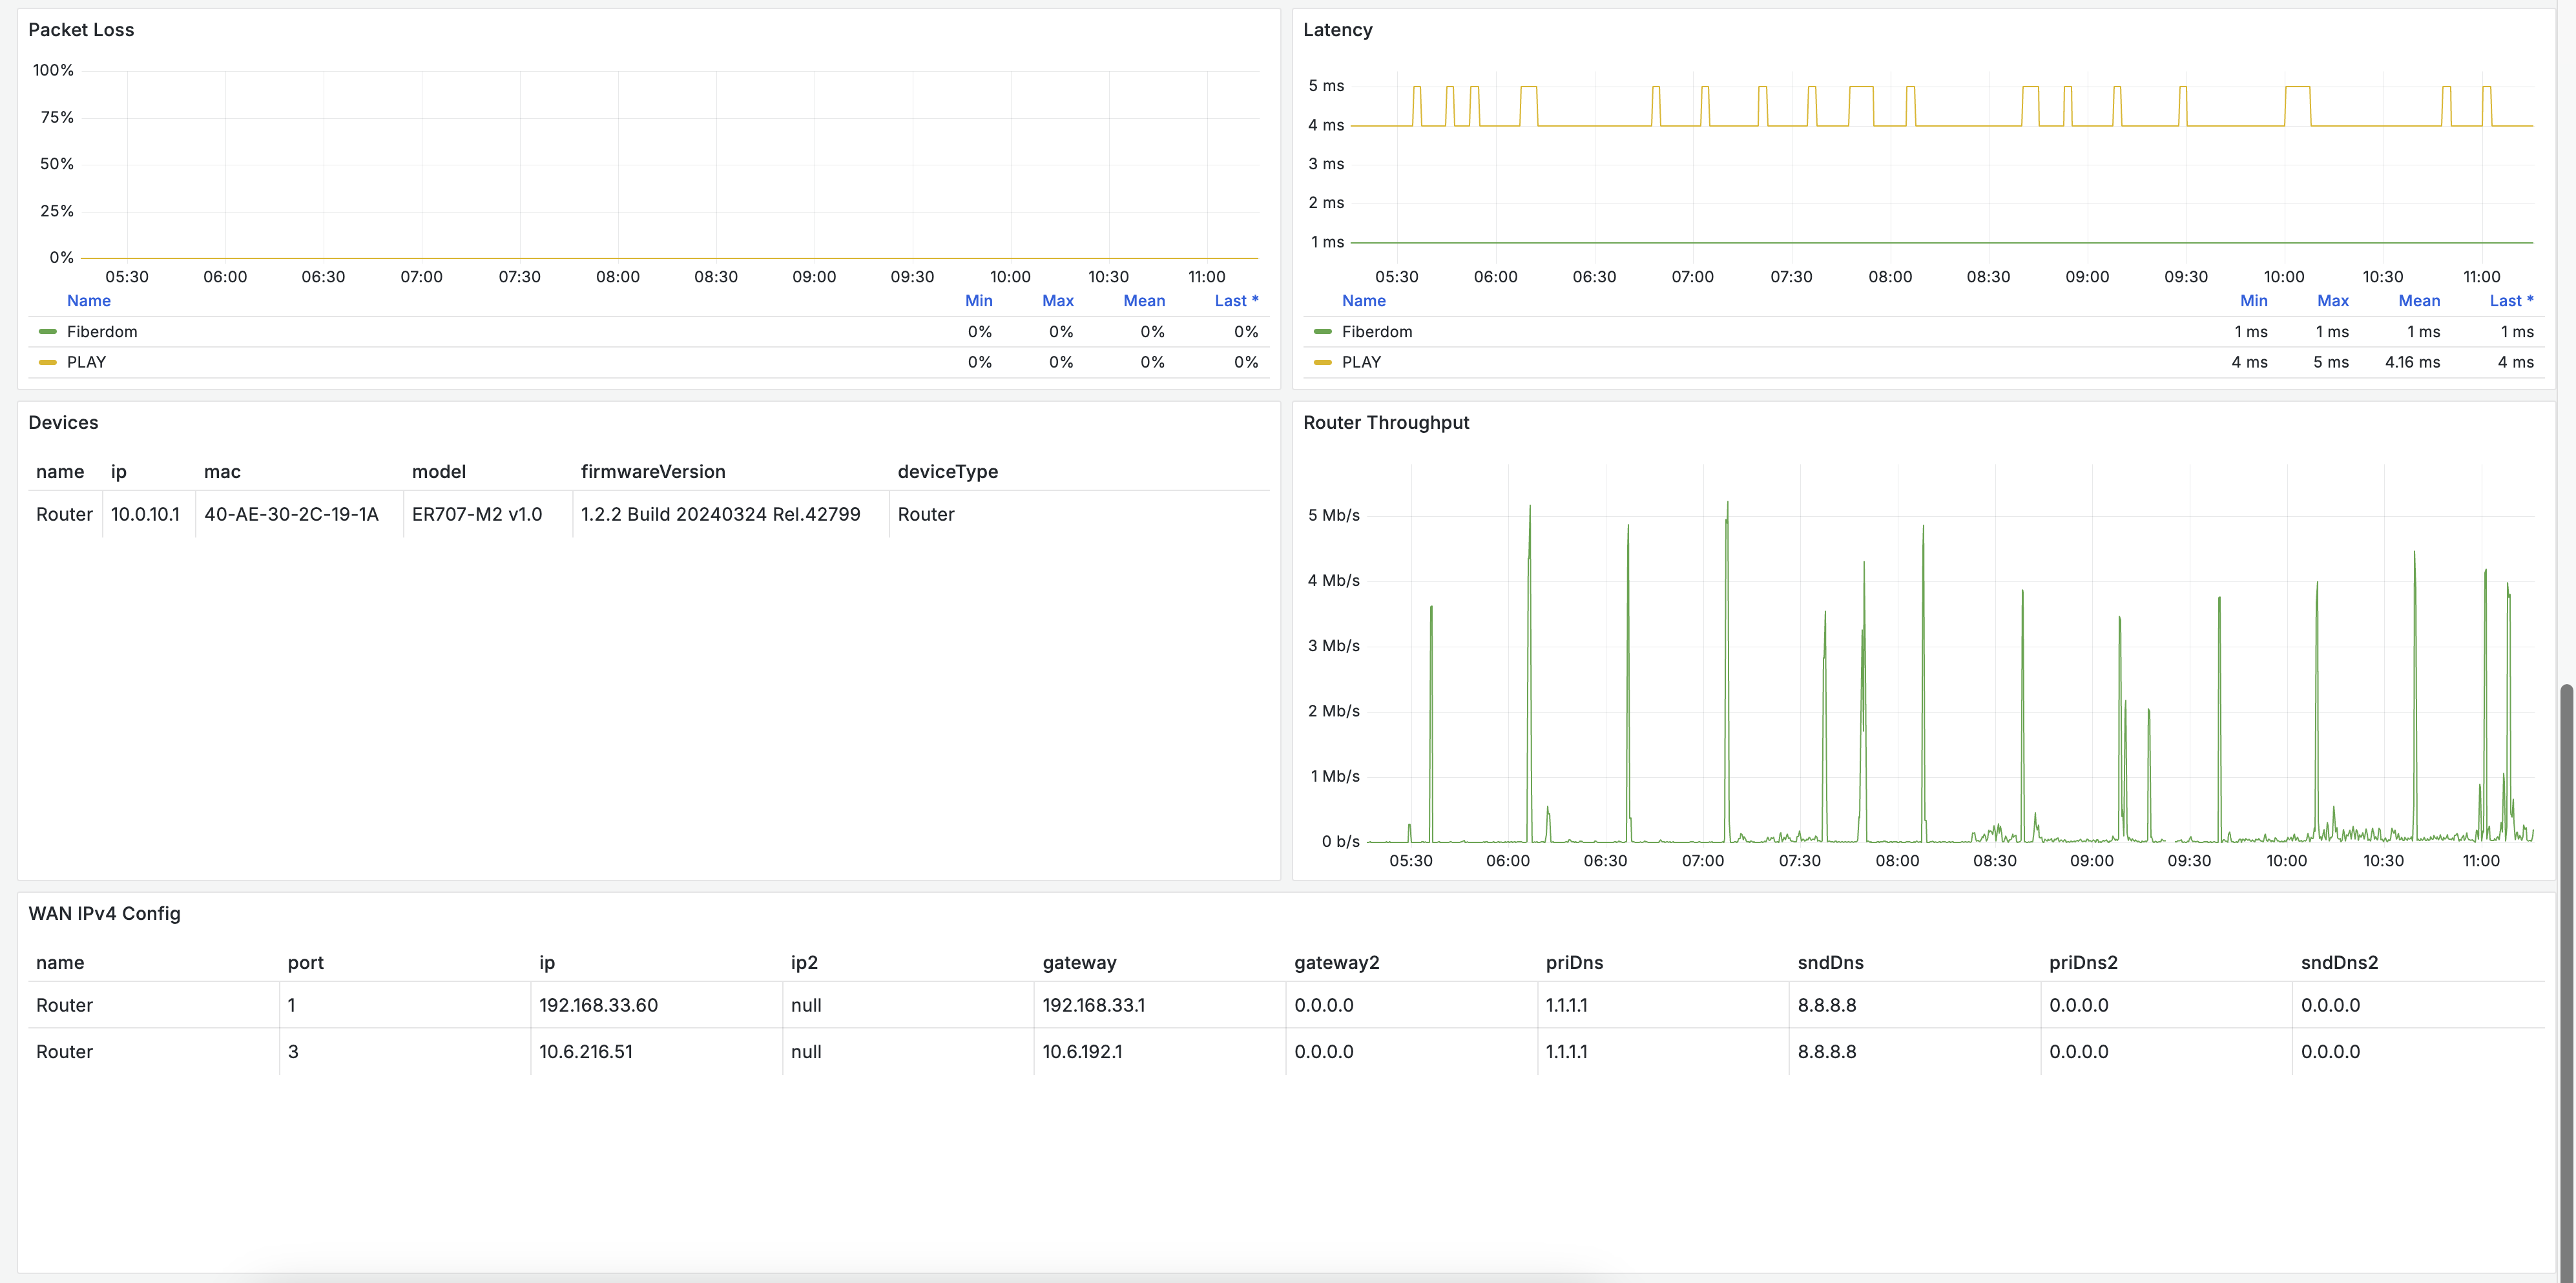 Packet Loss
100%
75%
50%
25%
0%
05:30 06:00 06:30 07:00 07:30 08:00 08:30 09:00 09:30 10:00 10:30 11:00
Name Min Max Mean Last *
Fiberdom 0% 0% 0% 0%
PLAY 0% 0% 0% 0%
Latency
5 ms
4 ms
3 ms
2 ms
1 ms
05:30 06:00 06:30 07:00 07:30 08:00 08:30 09:00 09:30 10:00 10:30 11:00
Name Min Max Mean Last *
Fiberdom 1 ms 1 ms 1 ms 1 ms
PLAY 4 ms 5 ms 4.16 ms 4 ms
Devices
name ip mac model firmwareVersion deviceType
Router 10.0.10.1 40-AE-30-2C-19-1A ER707-M2 v1.0 1.2.2 Build 20240324 Rel.42799 Router
Router Throughput
5 Mb/s
4 Mb/s
3 Mb/s
2 Mb/s
1 Mb/s
0 b/s
05:30 06:00 06:30 07:00 07:30 08:00 08:30 09:00 09:30 10:00 10:30 11:00
WAN IPv4 Config
name port ip ip2 gateway gateway2 priDns sndDns priDns2 sndDns2
Router 1 192.168.33.60 null 192.168.33.1 0.0.0.0 1.1.1.1 8.8.8.8 0.0.0.0 0.0.0.0
Router 3 10.6.216.51 null 10.6.192.1 0.0.0.0 1.1.1.1 8.8.8.8 0.0.0.0 0.0.0.0